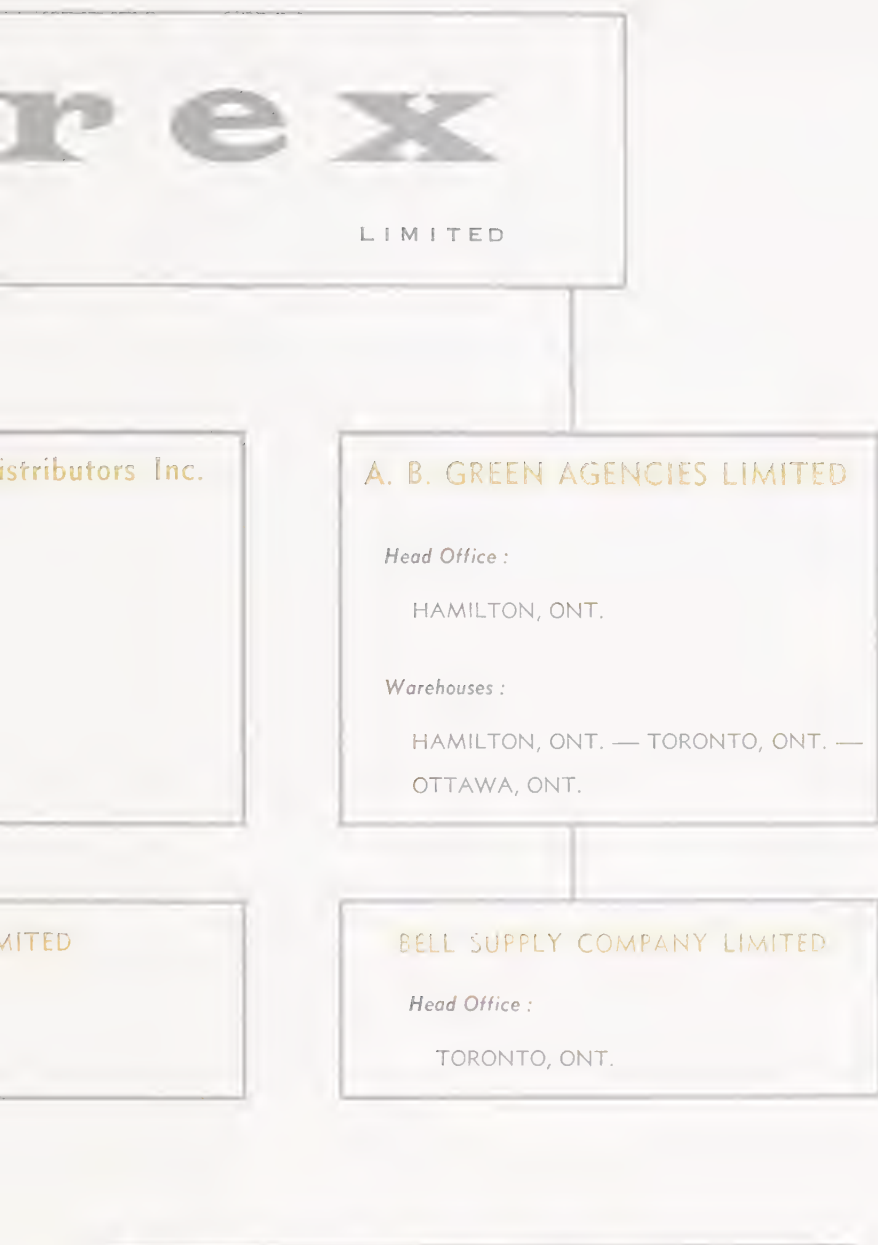 rex
LIMITED
istributors Inc.
A. B. GREEN AGENCIES LIMITED
Head Office :
HAMILTON, ONT.
Warehouses :
HAMILTON, ONT. — TORONTO, ONT. —
OTTAWA, ONT.
MITED
BELL SUPPLY COMPANY LIMITED
Head Office :
TORONTO, ONT.